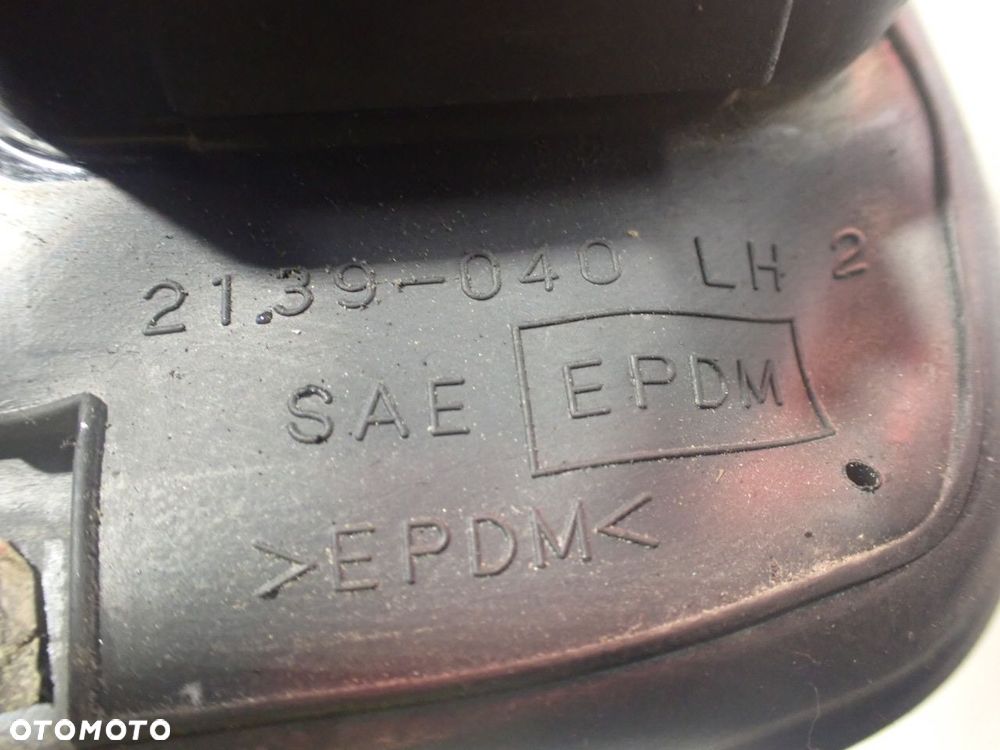 2139-040 LH 2
SAE EPDM
>EPDM<
OTOMOTO